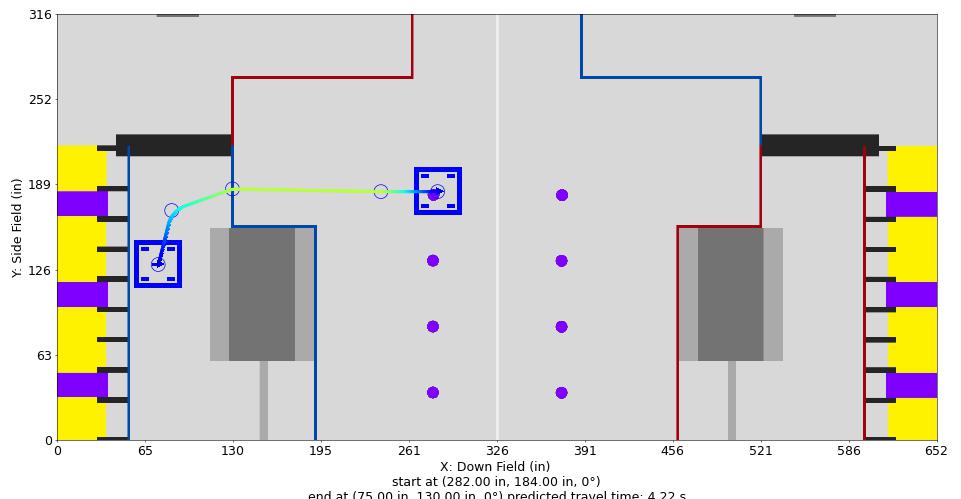 316
252
189
126
63
0
Y: Side Field (in)
0 65 130 195 261 326 391 456 521 586 652
X: Down Field (in)
start at (282.00 in, 184.00 in, 0°)
end at (75.00 in, 130.00 in, 0°) predicted travel time: 4.22 s